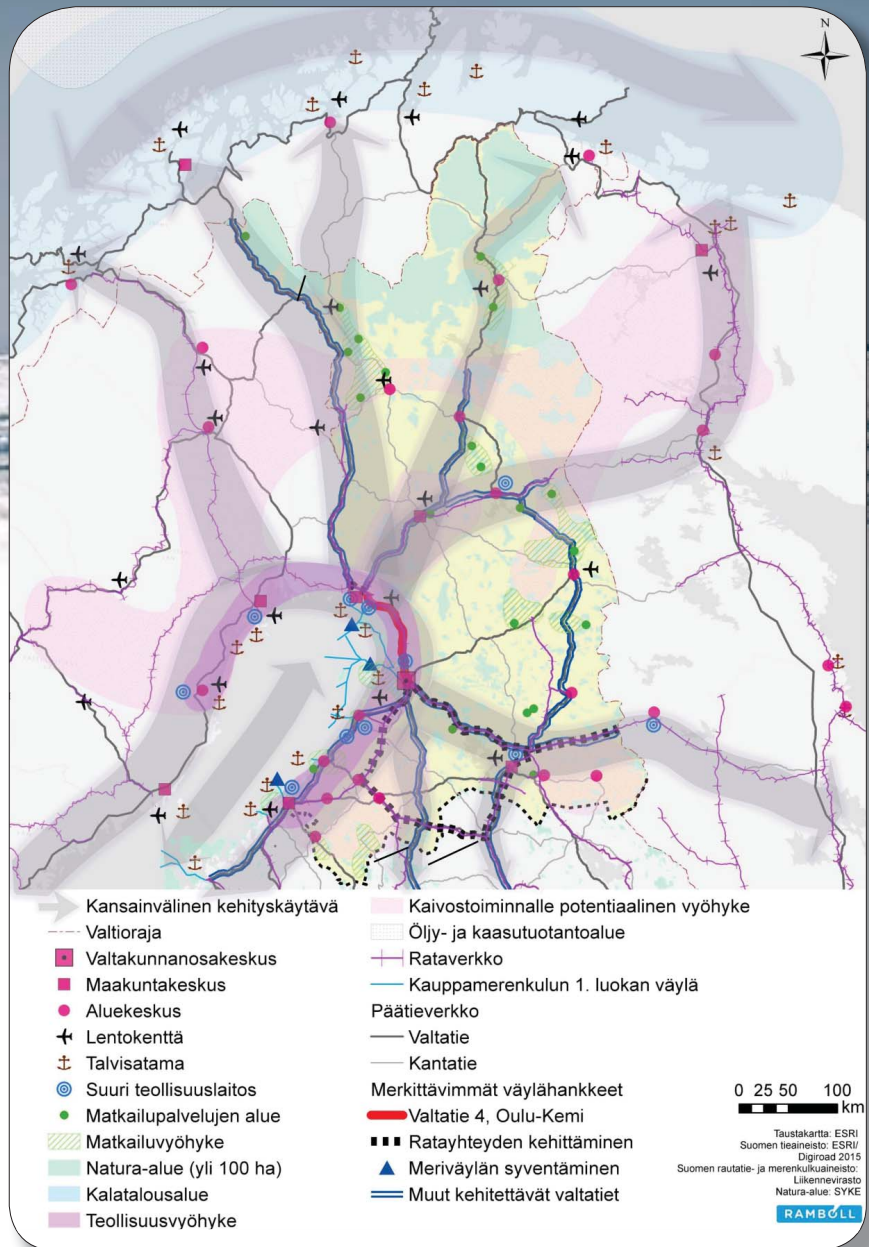 N
Kansainvälinen kehityskäytävä
Valtioraja
Valtakunnanosakeskus
Maakuntakeskus
Aluekeskus
Lentokenttä
Talvisatama
Suuri teollisuuslaitos
Matkailupalvelujen alue
Matkailuvyöhyke
Natura-alue (yli 100 ha)
Kalatalousalue
Teollisuusvyöhyke
Kaivostoiminnalle potentiaalinen vyöhyke
Öljy- ja kaasutuotantoalue
Rataverkko
Kauppamerenkulun 1. luokan väylä
Päätieverkko
Valtatie
Kantatie
Merkittävimmät väylähankkeet
Valtatie 4, Oulu-Kemi
Ratayhteyden kehittäminen
Meriväylän syventäminen
Muut kehitettävät valtatiet
0 25 50 100
km
Taustakartta: ESRI
Suomen tieaineisto: ESRI/
Digiroad 2015
Suomen rautatie- ja merenkulkuaineisto:
Liikennevirasto
Natura-alue: SYKE
RAMBOLL